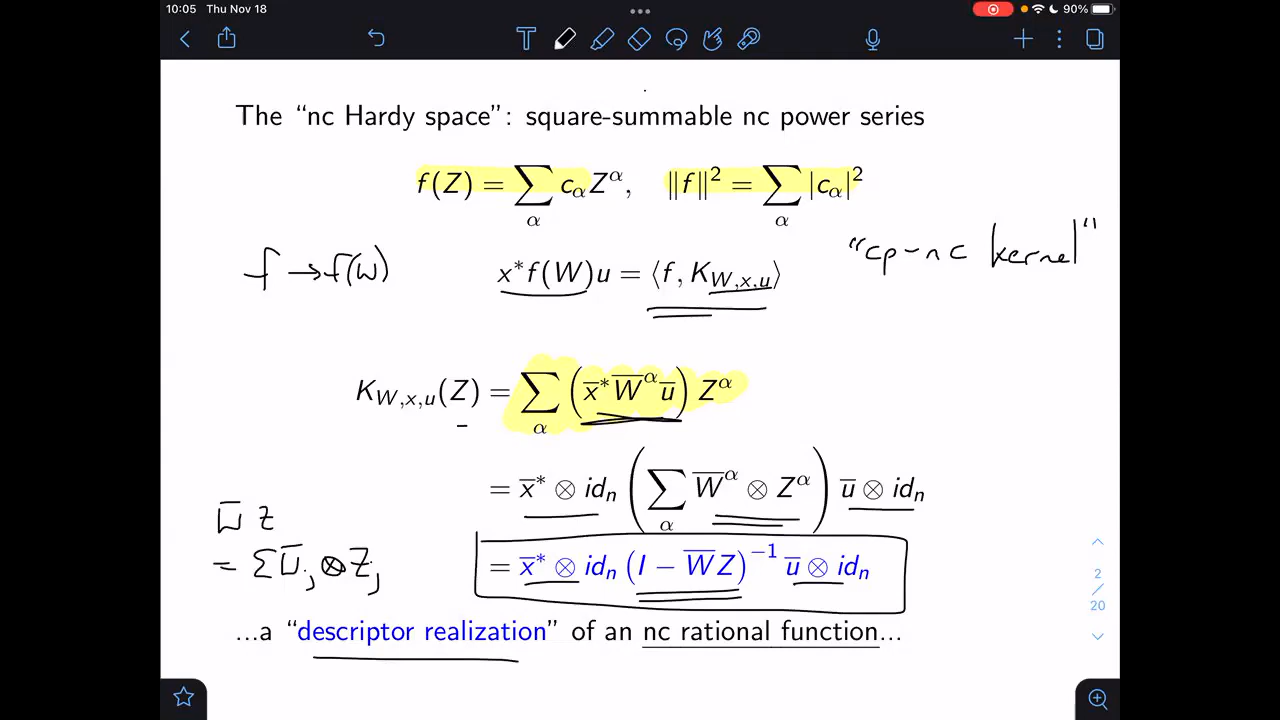 10:05 Thu Nov 18 90%
The “nc Hardy space”: square-summable nc power series
f(Z) = ∑_α c_α Z^α, ‖f‖² = ∑_α |c_α|²
“cp-nc kernel”
f → f(W) x*f(W)u = ⟨f, K_{W,x,u}⟩
K_{W,x,u}(Z) = ∑_α (x̅* W̅^α u̅) Z^α
= x̅* ⊗ id_n (∑_α W̅^α ⊗ Z^α) u̅ ⊗ id_n
W̅ Z
= Σ W̅_j ⊗ Z_j
= x̅* ⊗ id_n (I − W̅Z)^{−1} u̅ ⊗ id_n
...a “descriptor realization” of an nc rational function...
2
/
20